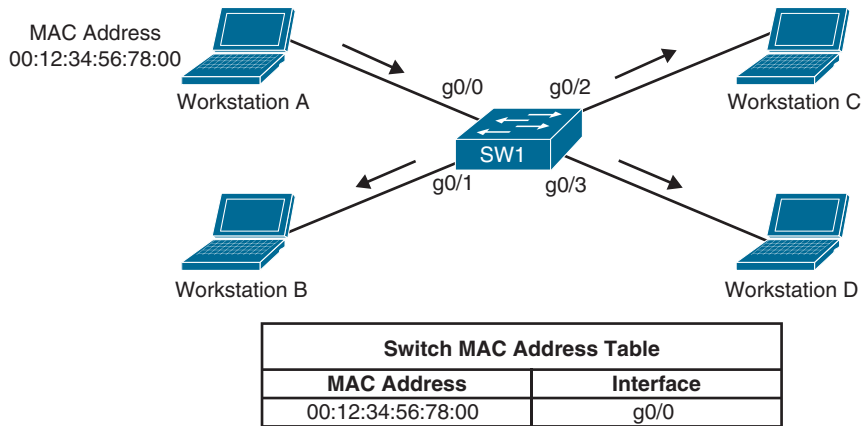 MAC Address
00:12:34:56:78:00
Workstation A
g0/0
g0/2
Workstation C
SW1
g0/1
g0/3
Workstation B
Workstation D
Switch MAC Address Table
MAC Address Interface
00:12:34:56:78:00 g0/0